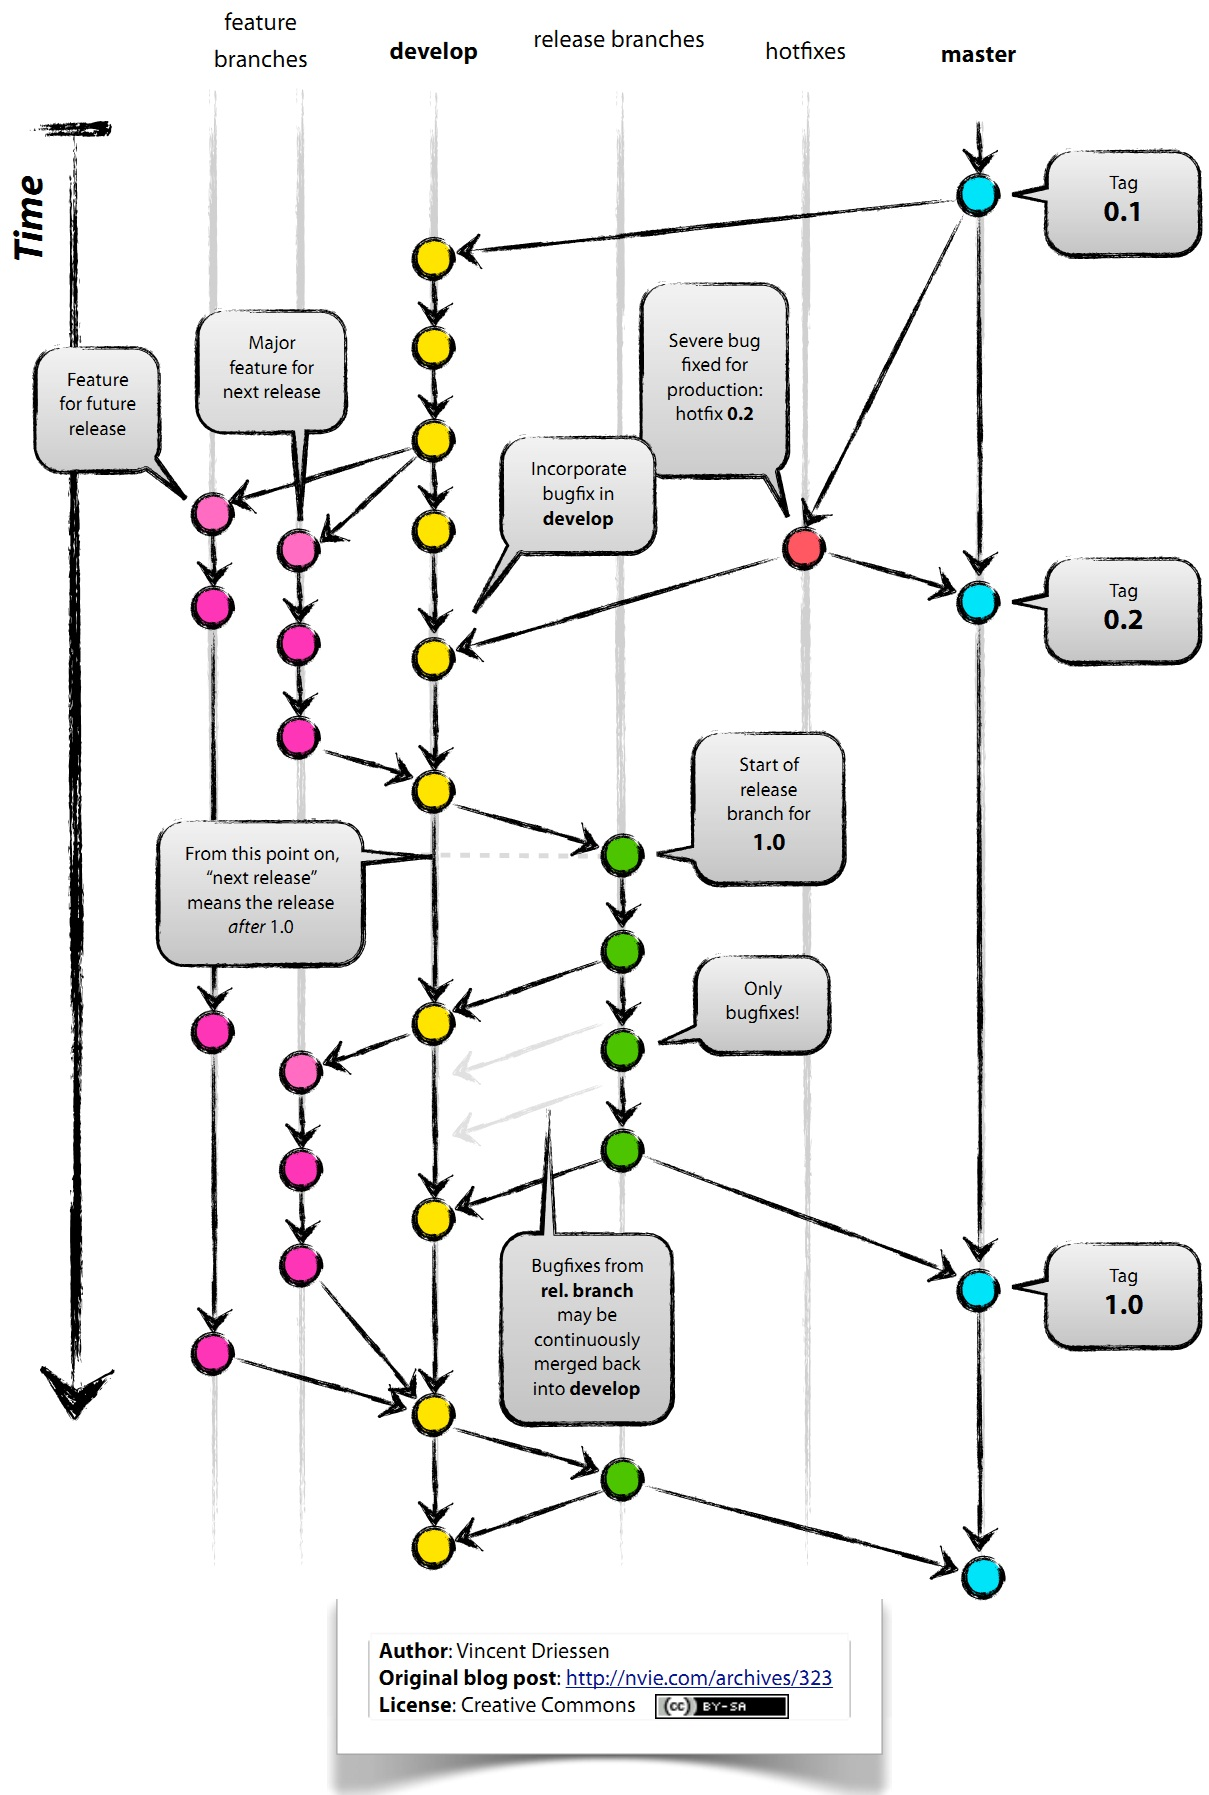 feature
branches
develop
release branches
hotfixes
master
Time
Tag
0.1
Major
feature for
next release
Severe bug
fixed for
production:
hotfix 0.2
Feature
for future
release
Incorporate
bugfix in
develop
Tag
0.2
Start of
release
branch for
1.0
From this point on,
“next release”
means the release
after 1.0
Only
bugfixes!
Bugfixes from
rel. branch
may be
continuously
merged back
into develop
Tag
1.0
Author: Vincent Driessen
Original blog post: http://nvie.com/archives/323
License: Creative Commons
cc BY-SA